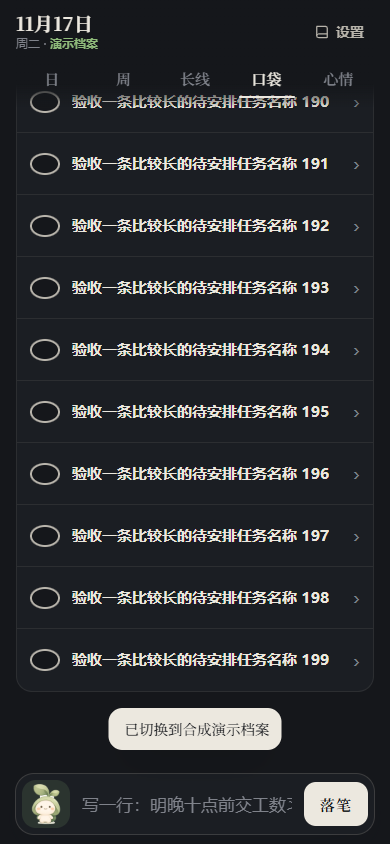 11月17日
周二 · 演示档案
设置
日 周 长线 口袋 心情
验收一条比较长的待安排任务名称 190
验收一条比较长的待安排任务名称 191
验收一条比较长的待安排任务名称 192
验收一条比较长的待安排任务名称 193
验收一条比较长的待安排任务名称 194
验收一条比较长的待安排任务名称 195
验收一条比较长的待安排任务名称 196
验收一条比较长的待安排任务名称 197
验收一条比较长的待安排任务名称 198
验收一条比较长的待安排任务名称 199
已切换到合成演示档案
写一行：明晚十点前交工数
落笔